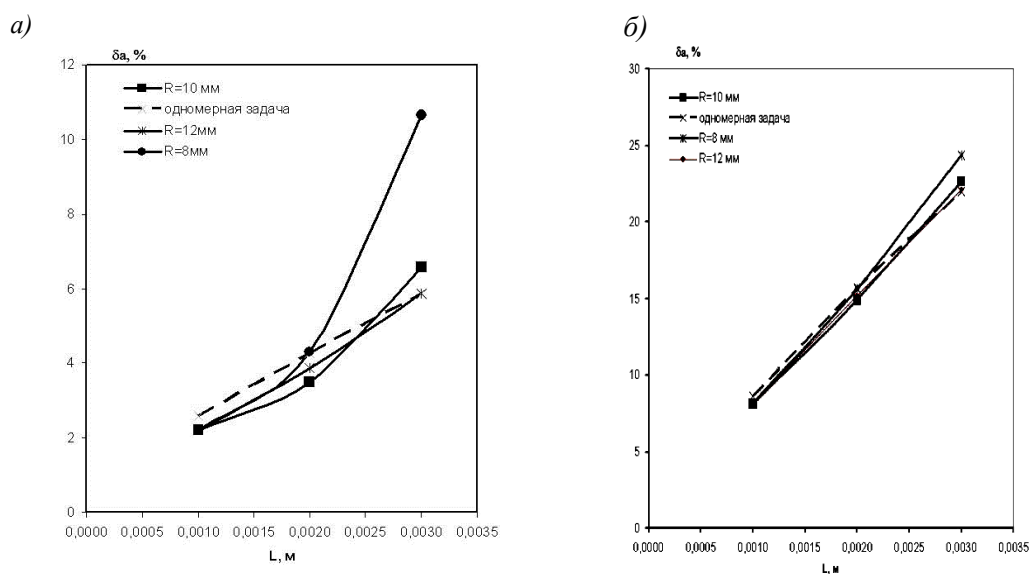 а)
δa, %
12
10
8
6
4
2
0
R=10 мм
одномерная задача
R=12мм
R=8мм
0,0000 0,0005 0,0010 0,0015 0,0020 0,0025 0,0030 0,0035
L, м
б)
δa, %
30
25
20
15
10
5
0
R=10 мм
одномерная задача
R=8 мм
R=12 мм
0,0000 0,0005 0,0010 0,0015 0,0020 0,0025 0,0030 0,0035
L, м